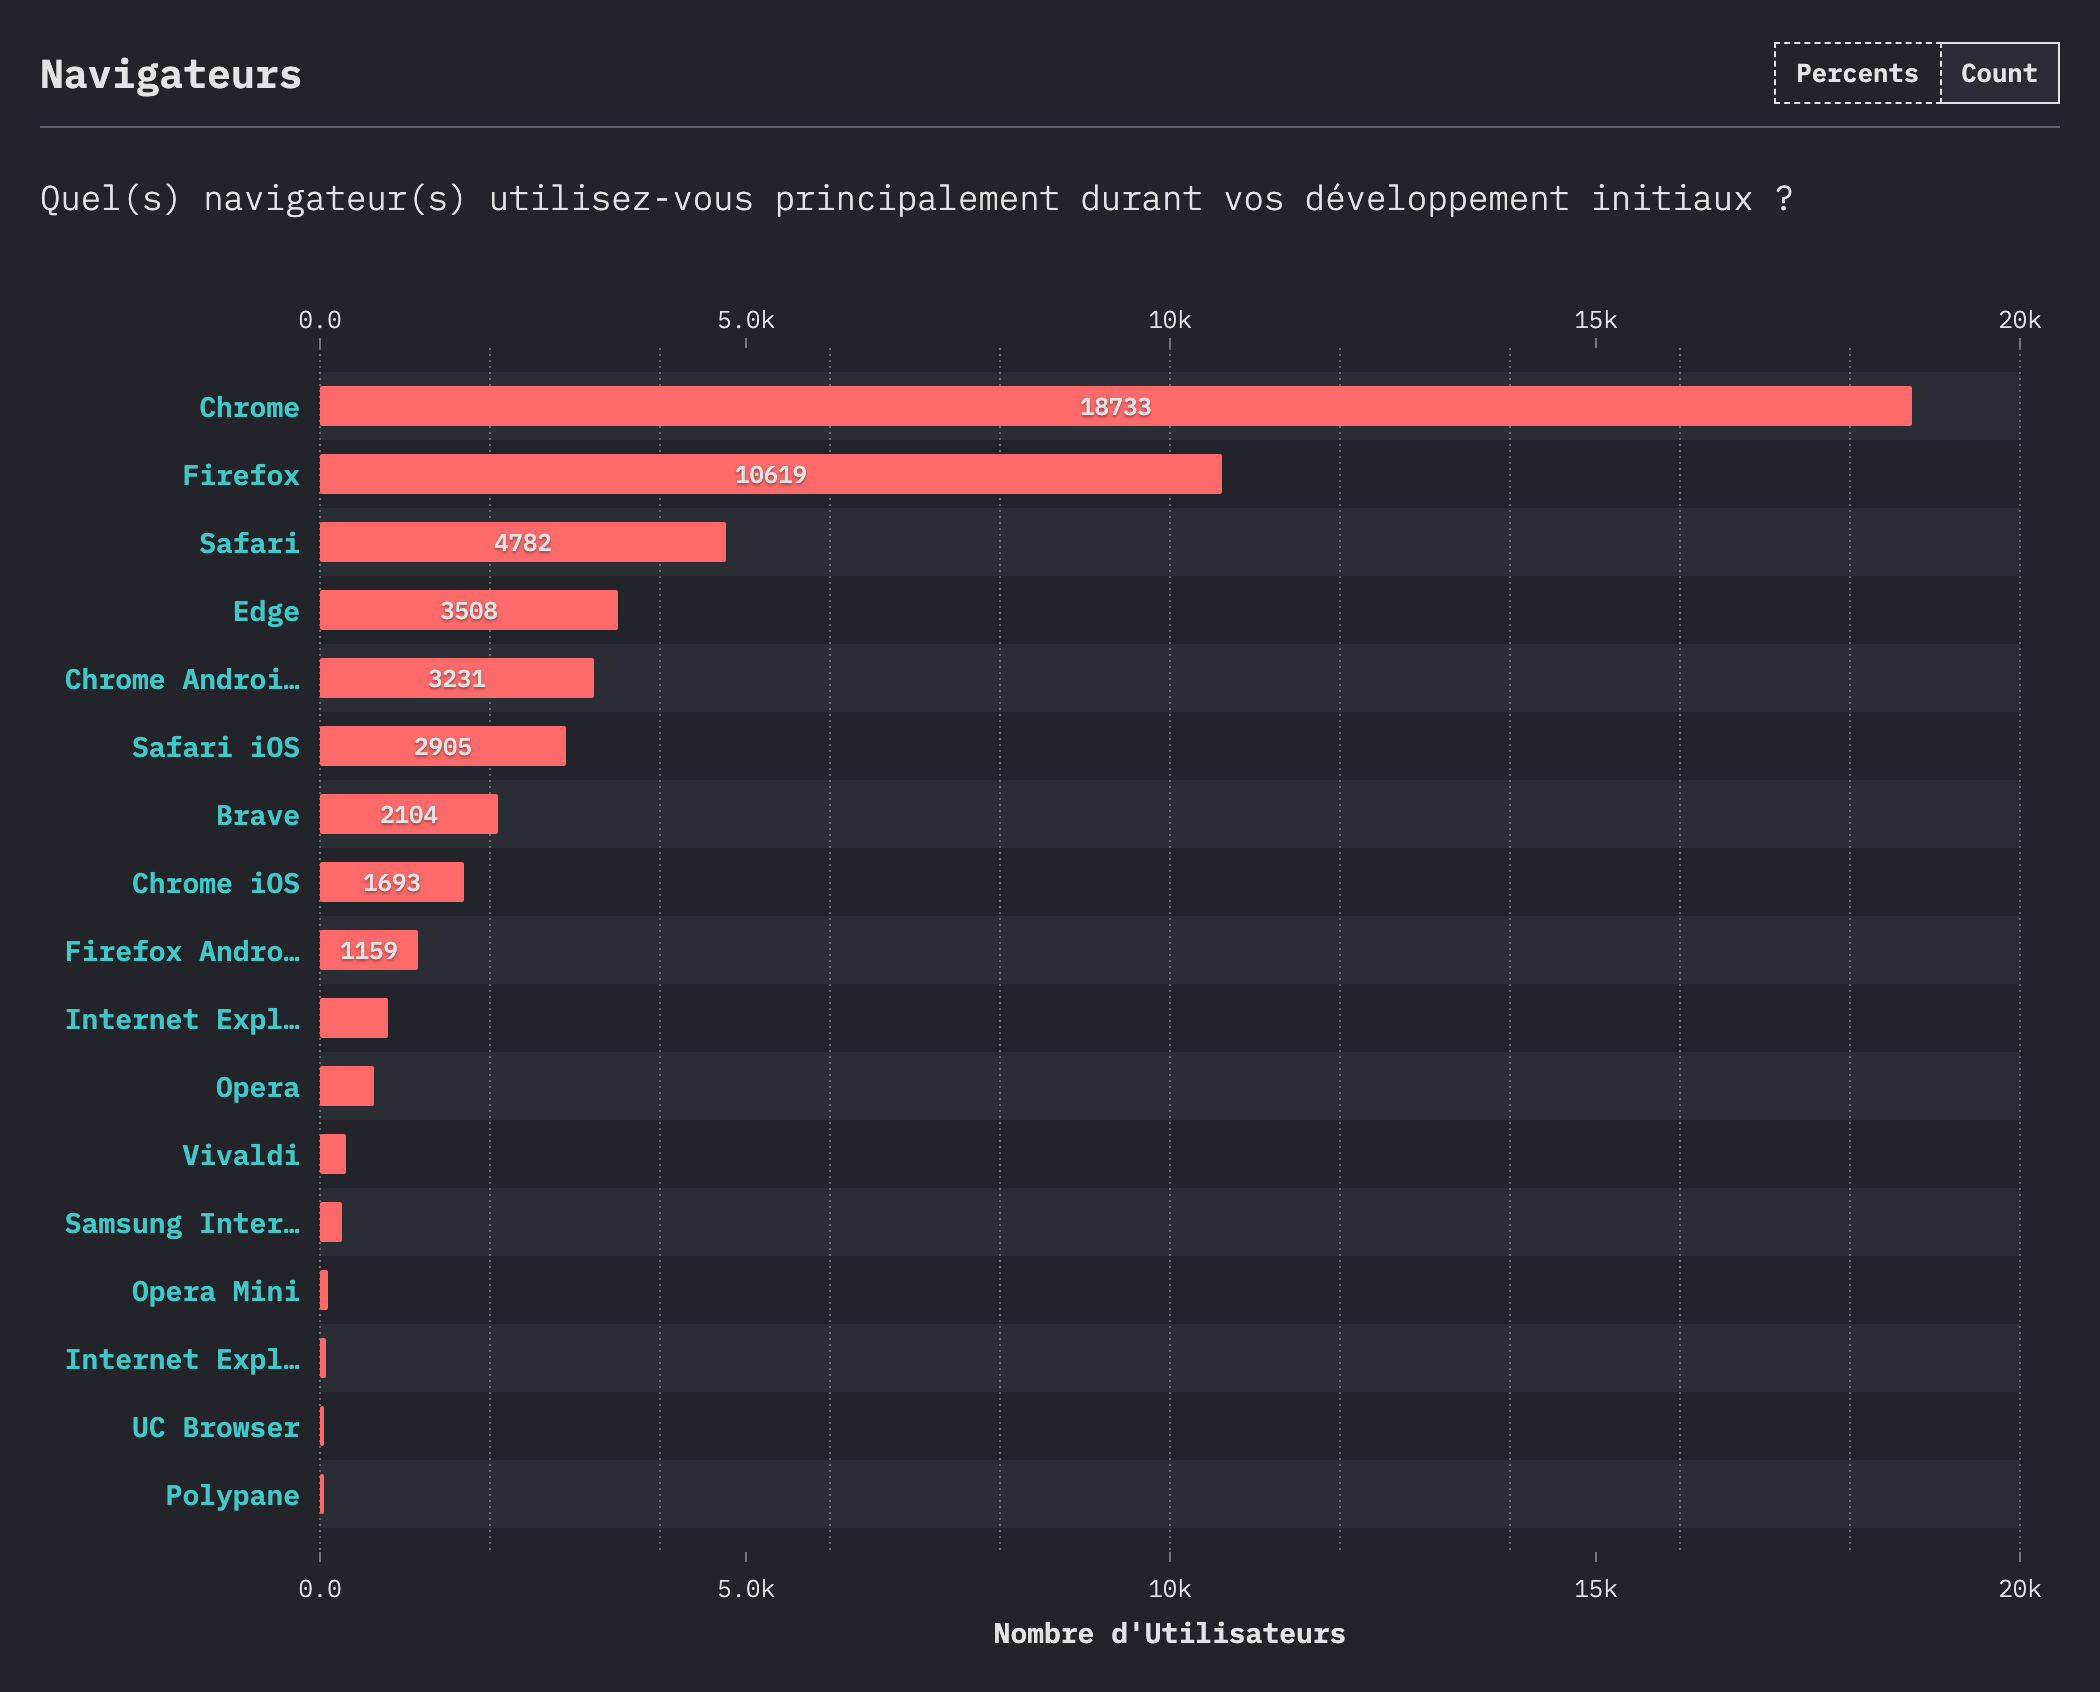 Navigateurs
Percents Count
Quel(s) navigateur(s) utilisez-vous principalement durant vos développement initiaux ?
0.0 5.0k 10k 15k 20k
Chrome 18733
Firefox 10619
Safari 4782
Edge 3508
Chrome Androi… 3231
Safari iOS 2905
Brave 2104
Chrome iOS 1693
Firefox Andro… 1159
Internet Expl…
Opera
Vivaldi
Samsung Inter…
Opera Mini
Internet Expl…
UC Browser
Polypane
0.0 5.0k 10k 15k 20k
Nombre d'Utilisateurs